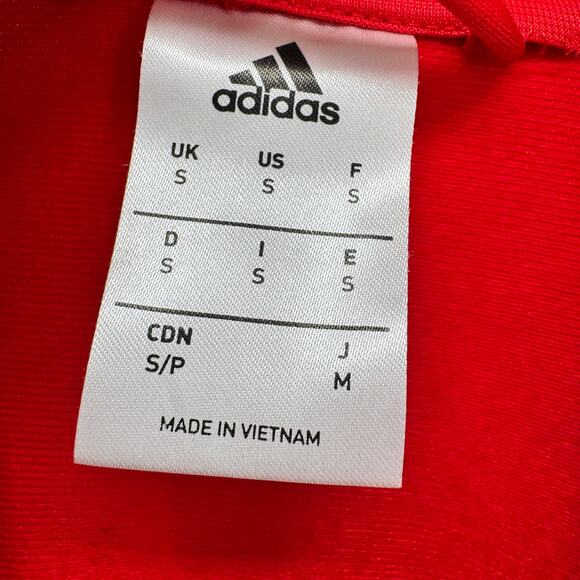 adidas
UK US F
S S S
D I E
S S S
CDN J
S/P M
MADE IN VIETNAM